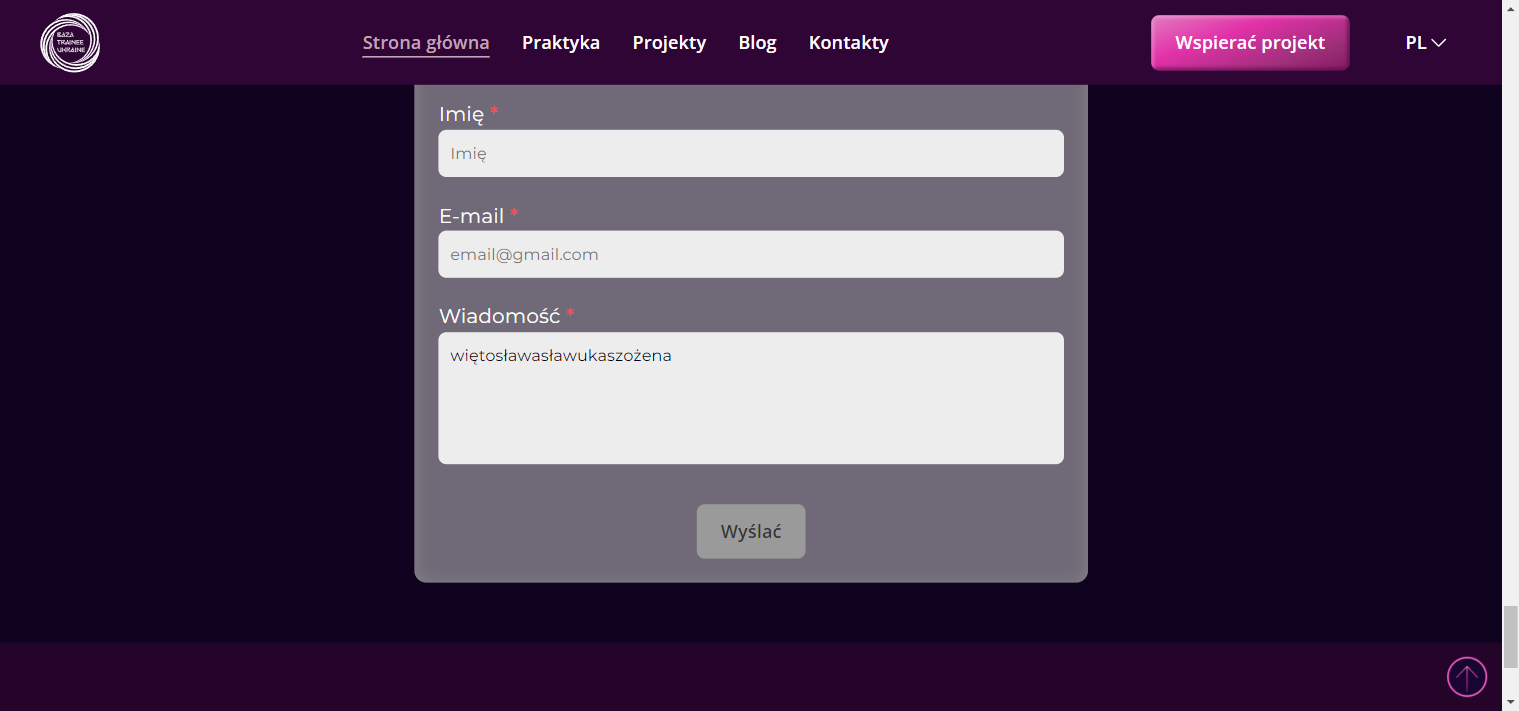 BAZA
TRAINEE
UKRAINE
Strona główna
Praktyka
Projekty
Blog
Kontakty
Wspierać projekt
PL
Imię *
Imię
E-mail *
email@gmail.com
Wiadomość *
więtosławasławukaszożena
Wyślać